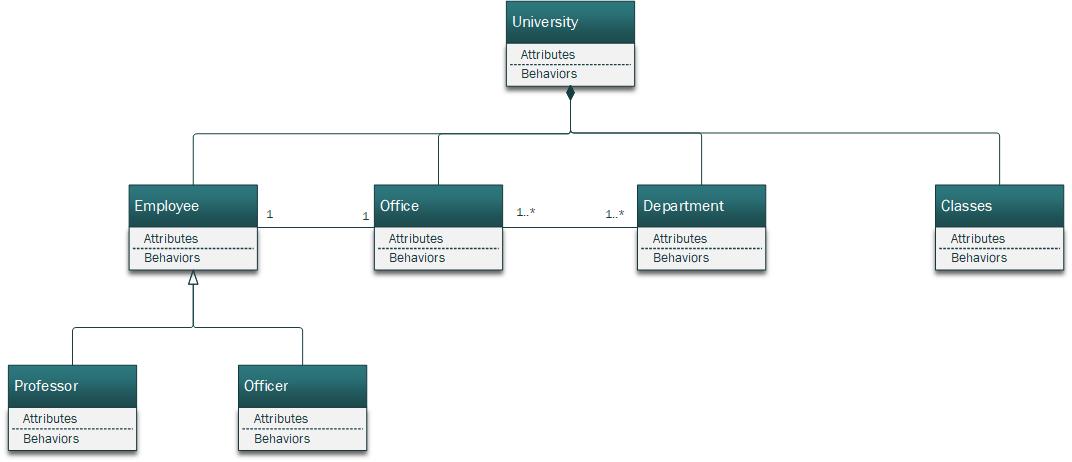 University
Attributes
Behaviors
Employee
Attributes
Behaviors
1
1
Office
Attributes
Behaviors
1..*
1..*
Department
Attributes
Behaviors
Classes
Attributes
Behaviors
Professor
Attributes
Behaviors
Officer
Attributes
Behaviors